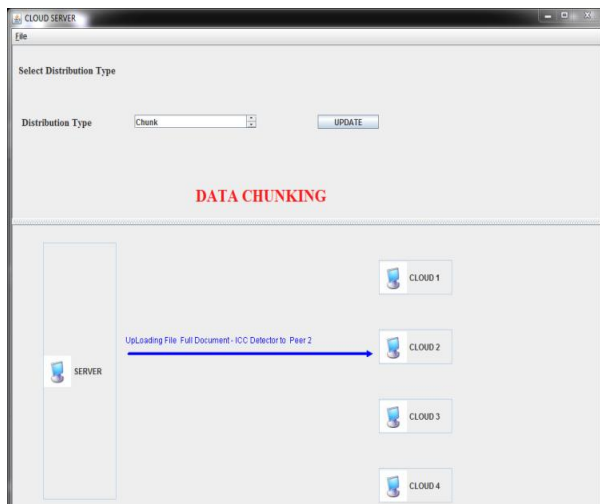 CLOUD SERVER
File
Select Distribution Type
Distribution Type Chunk UPDATE
DATA CHUNKING
CLOUD 1
UpLoading File Full Document - ICC Detector to Peer 2
CLOUD 2
SERVER
CLOUD 3
CLOUD 4